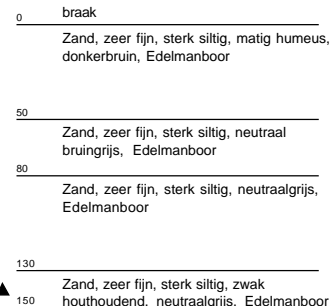 braak
0
Zand, zeer fijn, sterk siltig, matig humeus,
donkerbruin, Edelmanboor
50
Zand, zeer fijn, sterk siltig, neutraal
bruingrijs, Edelmanboor
80
Zand, zeer fijn, sterk siltig, neutraalgrijs,
Edelmanboor
130
Zand, zeer fijn, sterk siltig, zwak
150 houthoudend, neutraalgrijs, Edelmanboor